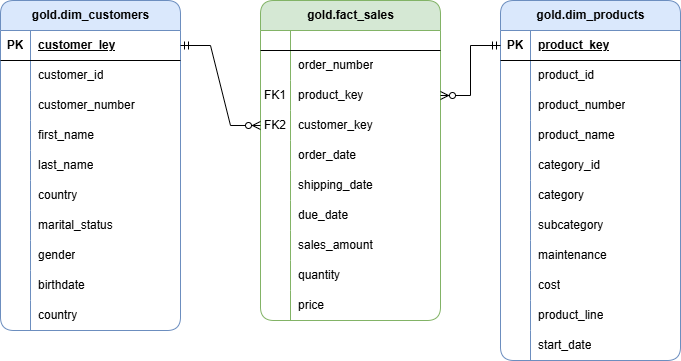 gold.dim_customers
PK customer_ley
customer_id
customer_number
first_name
last_name
country
marital_status
gender
birthdate
country
gold.fact_sales
order_number
FK1 product_key
FK2 customer_key
order_date
shipping_date
due_date
sales_amount
quantity
price
gold.dim_products
PK product_key
product_id
product_number
product_name
category_id
category
subcategory
maintenance
cost
product_line
start_date